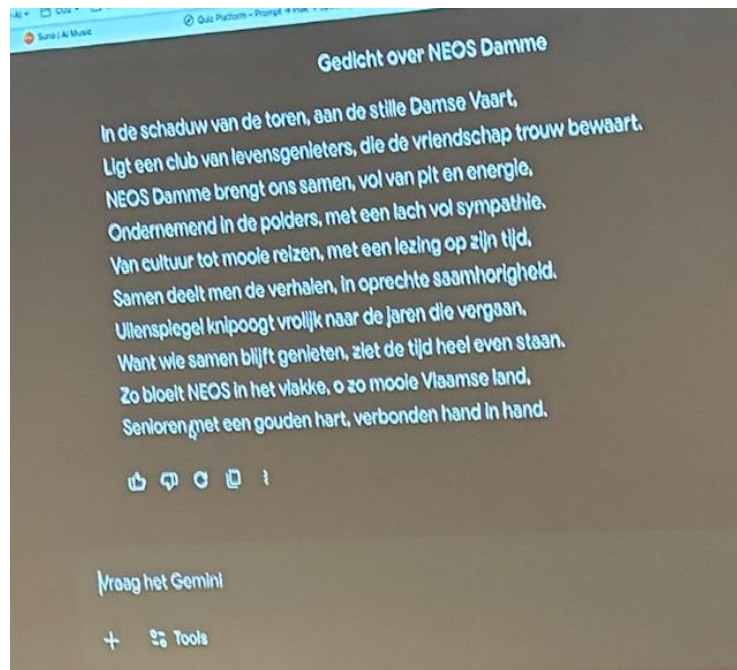 Suno | AI Music
Quiz Platform - Prompt
Gedicht over NEOS Damme
In de schaduw van de toren, aan de stille Damse Vaart,
Ligt een club van levensgenieters, die de vriendschap trouw bewaart.
NEOS Damme brengt ons samen, vol van pit en energie,
Ondernemend in de polders, met een lach vol sympathie.
Van cultuur tot mooie reizen, met een lezing op zijn tijd,
Samen deelt men de verhalen, in oprechte saamhorigheid.
Uilenspiegel knipoogt vrolijk naar de jaren die vergaan,
Want wie samen blijft genieten, ziet de tijd heel even staan.
Zo bloeit NEOS in het vlakke, o zo mooie Vlaamse land,
Senioren met een gouden hart, verbonden hand in hand.
Vraag het Gemini
Tools